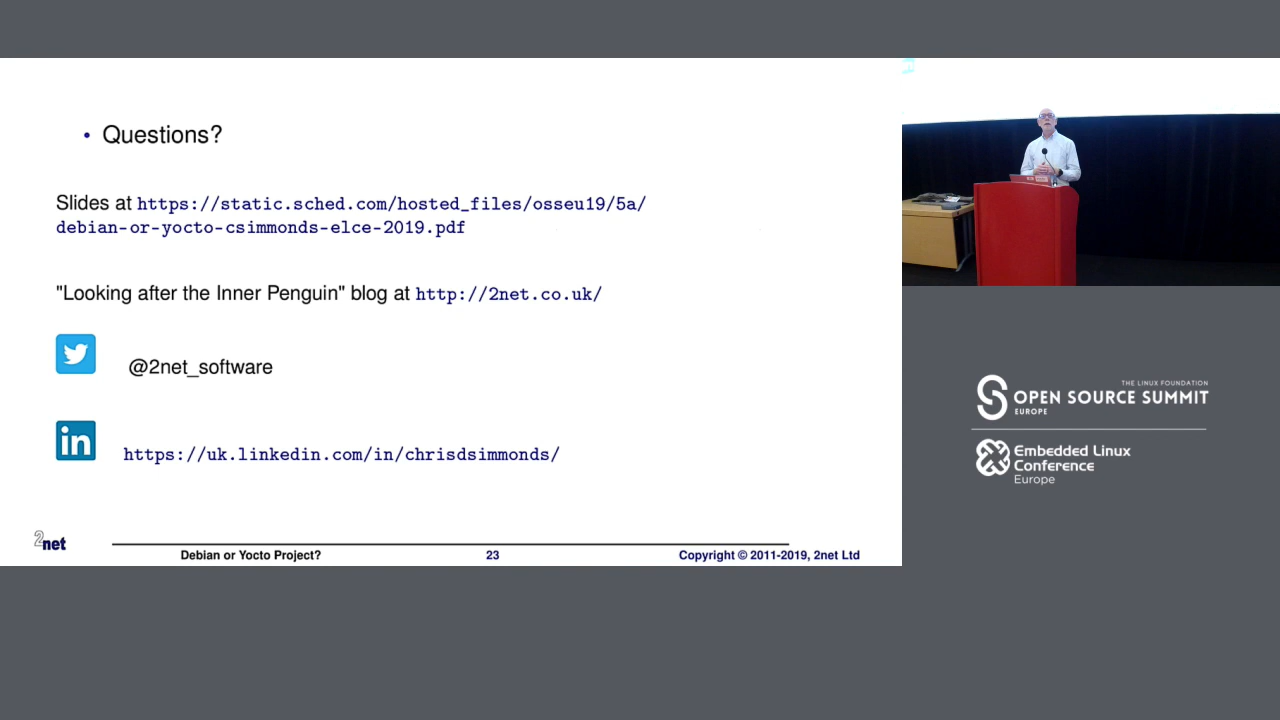 • Questions?
Slides at https://static.sched.com/hosted_files/osseu19/5a/
debian-or-yocto-csimmonds-elce-2019.pdf
"Looking after the Inner Penguin" blog at http://2net.co.uk/
@2net_software
in
https://uk.linkedin.com/in/chrisdsimmonds/
2net
Debian or Yocto Project?
23
Copyright © 2011-2019, 2net Ltd
THE LINUX FOUNDATION
OPEN SOURCE SUMMIT
EUROPE
Embedded Linux
Conference
Europe